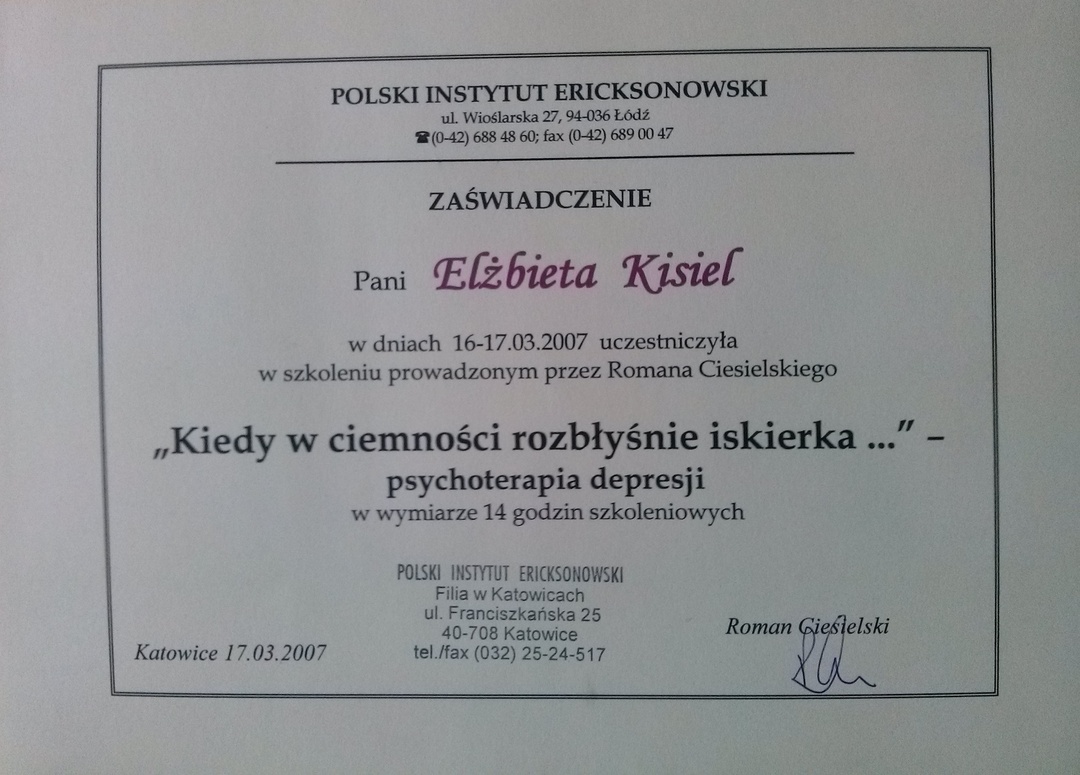 POLSKI INSTYTUT ERICKSONOWSKI
ul. Wioślarska 27, 94-036 Łódź
☎(0-42) 688 48 60; fax (0-42) 689 00 47
ZAŚWIADCZENIE
Pani Elżbieta Kisiel
w dniach 16-17.03.2007 uczestniczyła
w szkoleniu prowadzonym przez Romana Ciesielskiego
„Kiedy w ciemności rozbłyśnie iskierka ...” –
psychoterapia depresji
w wymiarze 14 godzin szkoleniowych
POLSKI INSTYTUT ERICKSONOWSKI
Filia w Katowicach
ul. Franciszkańska 25
40-708 Katowice
tel./fax (032) 25-24-517
Roman Ciesielski
Katowice 17.03.2007